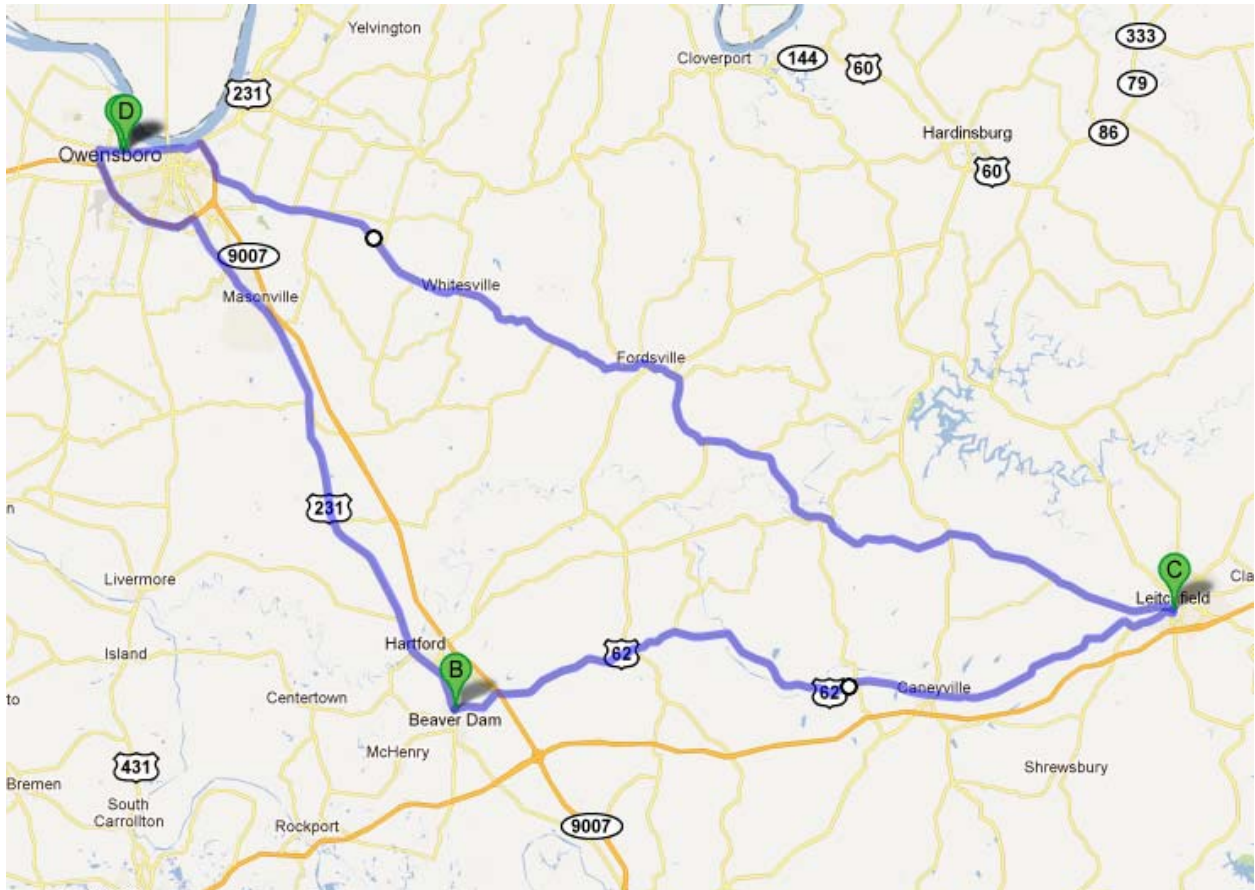 Yelvington
333
Cloverport
144
60
79
231
D
86
Hardinsburg
Owensboro
60
9007
Whitesville
Masonville
Fordsville
231
C
Livermore
Leitchfield
Cla
Hartford
Island
62
B
62
Caneyville
to
Centertown
Beaver Dam
McHenry
431
Shrewsbury
Bremen
South
Carrollton
Rockport
9007
n